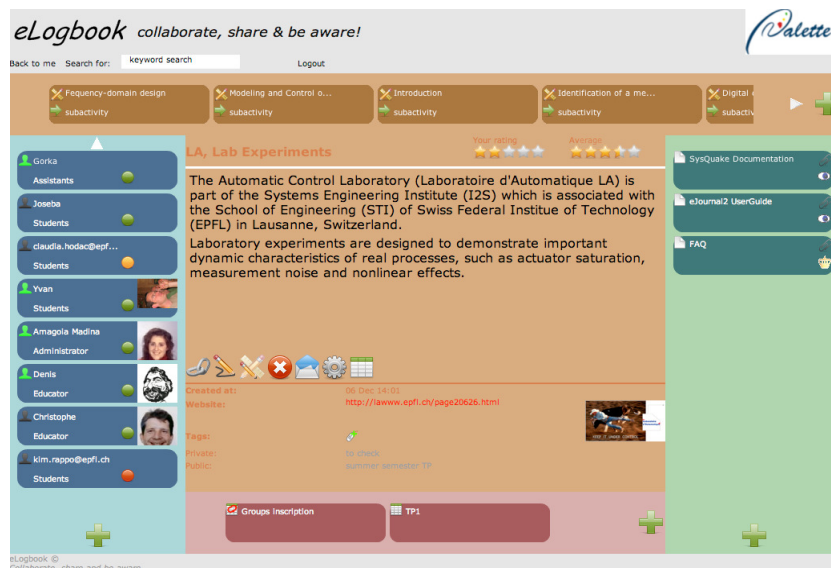 eLogbook collaborate, share & be aware!
Palette
Back to me Search for: keyword search Logout
Fequency-domain design
subactivity
Modeling and Control o...
subactivity
Introduction
subactivity
Identification of a me...
subactivity
Digital
subactiv
Gorka
Assistants
Joseba
Students
claudia.hodac@epf...
Students
Yvan
Students
Amagoia Madina
Administrator
Denis
Educator
Christophe
Educator
kim.rappo@epfl.ch
Students
LA, Lab Experiments
Your rating
Average
The Automatic Control Laboratory (Laboratoire d'Automatique LA) is
part of the Systems Engineering Institute (I2S) which is associated with
the School of Engineering (STI) of Swiss Federal Institue of Technology
(EPFL) in Lausanne, Switzerland.
Laboratory experiments are designed to demonstrate important
dynamic characteristics of real processes, such as actuator saturation,
measurement noise and nonlinear effects.
Created at: 06 Dec 14:01
Website: http://lawww.epfl.ch/page20626.html
Tags:
Private: to check
Public: summer semester TP
Groups inscription
TP1
SysQuake Documentation
eJournal2 UserGuide
FAQ
eLogbook ©
Collaborate, share and be aware